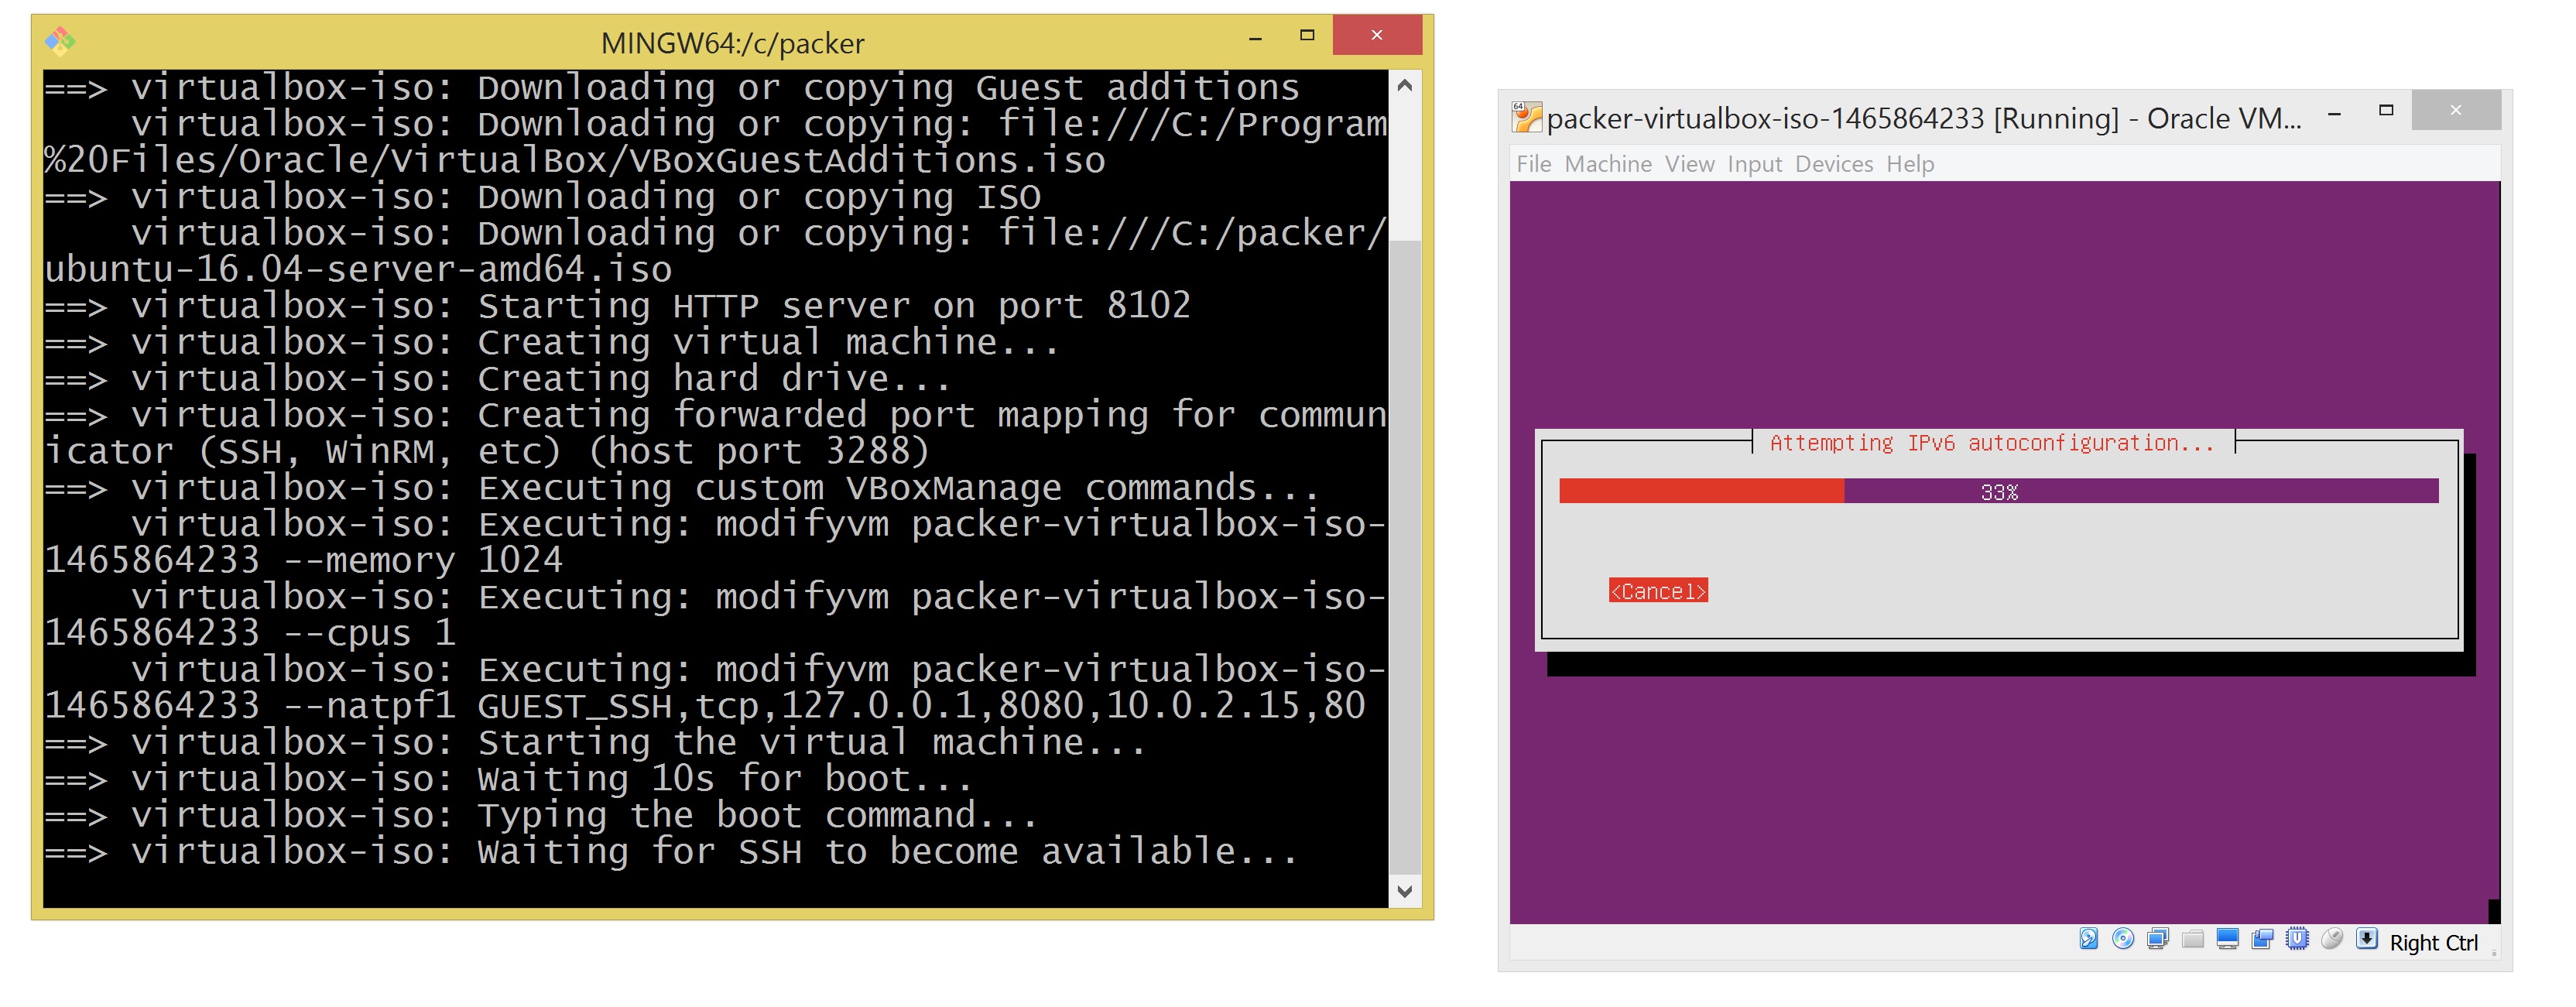 MINGW64:/c/packer
==> virtualbox-iso: Downloading or copying Guest additions
    virtualbox-iso: Downloading or copying: file:///C:/Program
%20Files/Oracle/VirtualBox/VBoxGuestAdditions.iso
==> virtualbox-iso: Downloading or copying ISO
    virtualbox-iso: Downloading or copying: file:///C:/packer/
ubuntu-16.04-server-amd64.iso
==> virtualbox-iso: Starting HTTP server on port 8102
==> virtualbox-iso: Creating virtual machine...
==> virtualbox-iso: Creating hard drive...
==> virtualbox-iso: Creating forwarded port mapping for commun
icator (SSH, WinRM, etc) (host port 3288)
==> virtualbox-iso: Executing custom VBoxManage commands...
    virtualbox-iso: Executing: modifyvm packer-virtualbox-iso-
1465864233 --memory 1024
    virtualbox-iso: Executing: modifyvm packer-virtualbox-iso-
1465864233 --cpus 1
    virtualbox-iso: Executing: modifyvm packer-virtualbox-iso-
1465864233 --natpf1 GUEST_SSH,tcp,127.0.0.1,8080,10.0.2.15,80
==> virtualbox-iso: Starting the virtual machine...
==> virtualbox-iso: Waiting 10s for boot...
==> virtualbox-iso: Typing the boot command...
==> virtualbox-iso: Waiting for SSH to become available...
64
packer-virtualbox-iso-1465864233 [Running] - Oracle VM...
File Machine View Input Devices Help
Attempting IPv6 autoconfiguration...
33%
<Cancel>
Right Ctrl